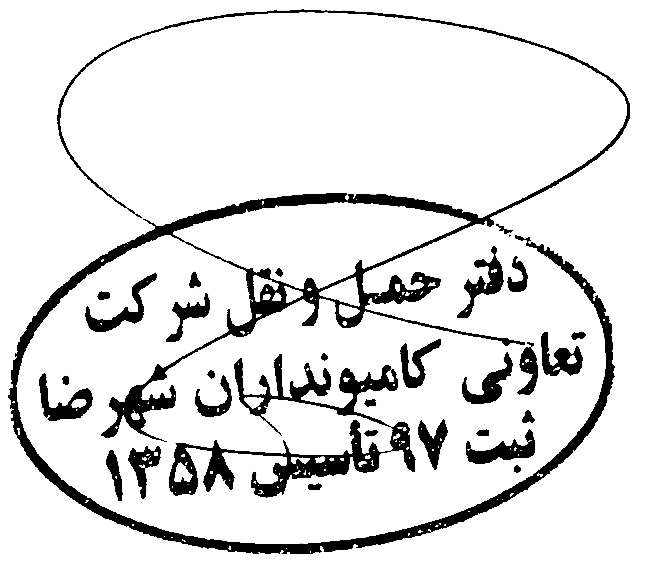 دفتر حمل و نقل شرکت
تعاونی کامیونداران شهرضا
ثبت ۹۷ تأسیس ۱۳۵۸